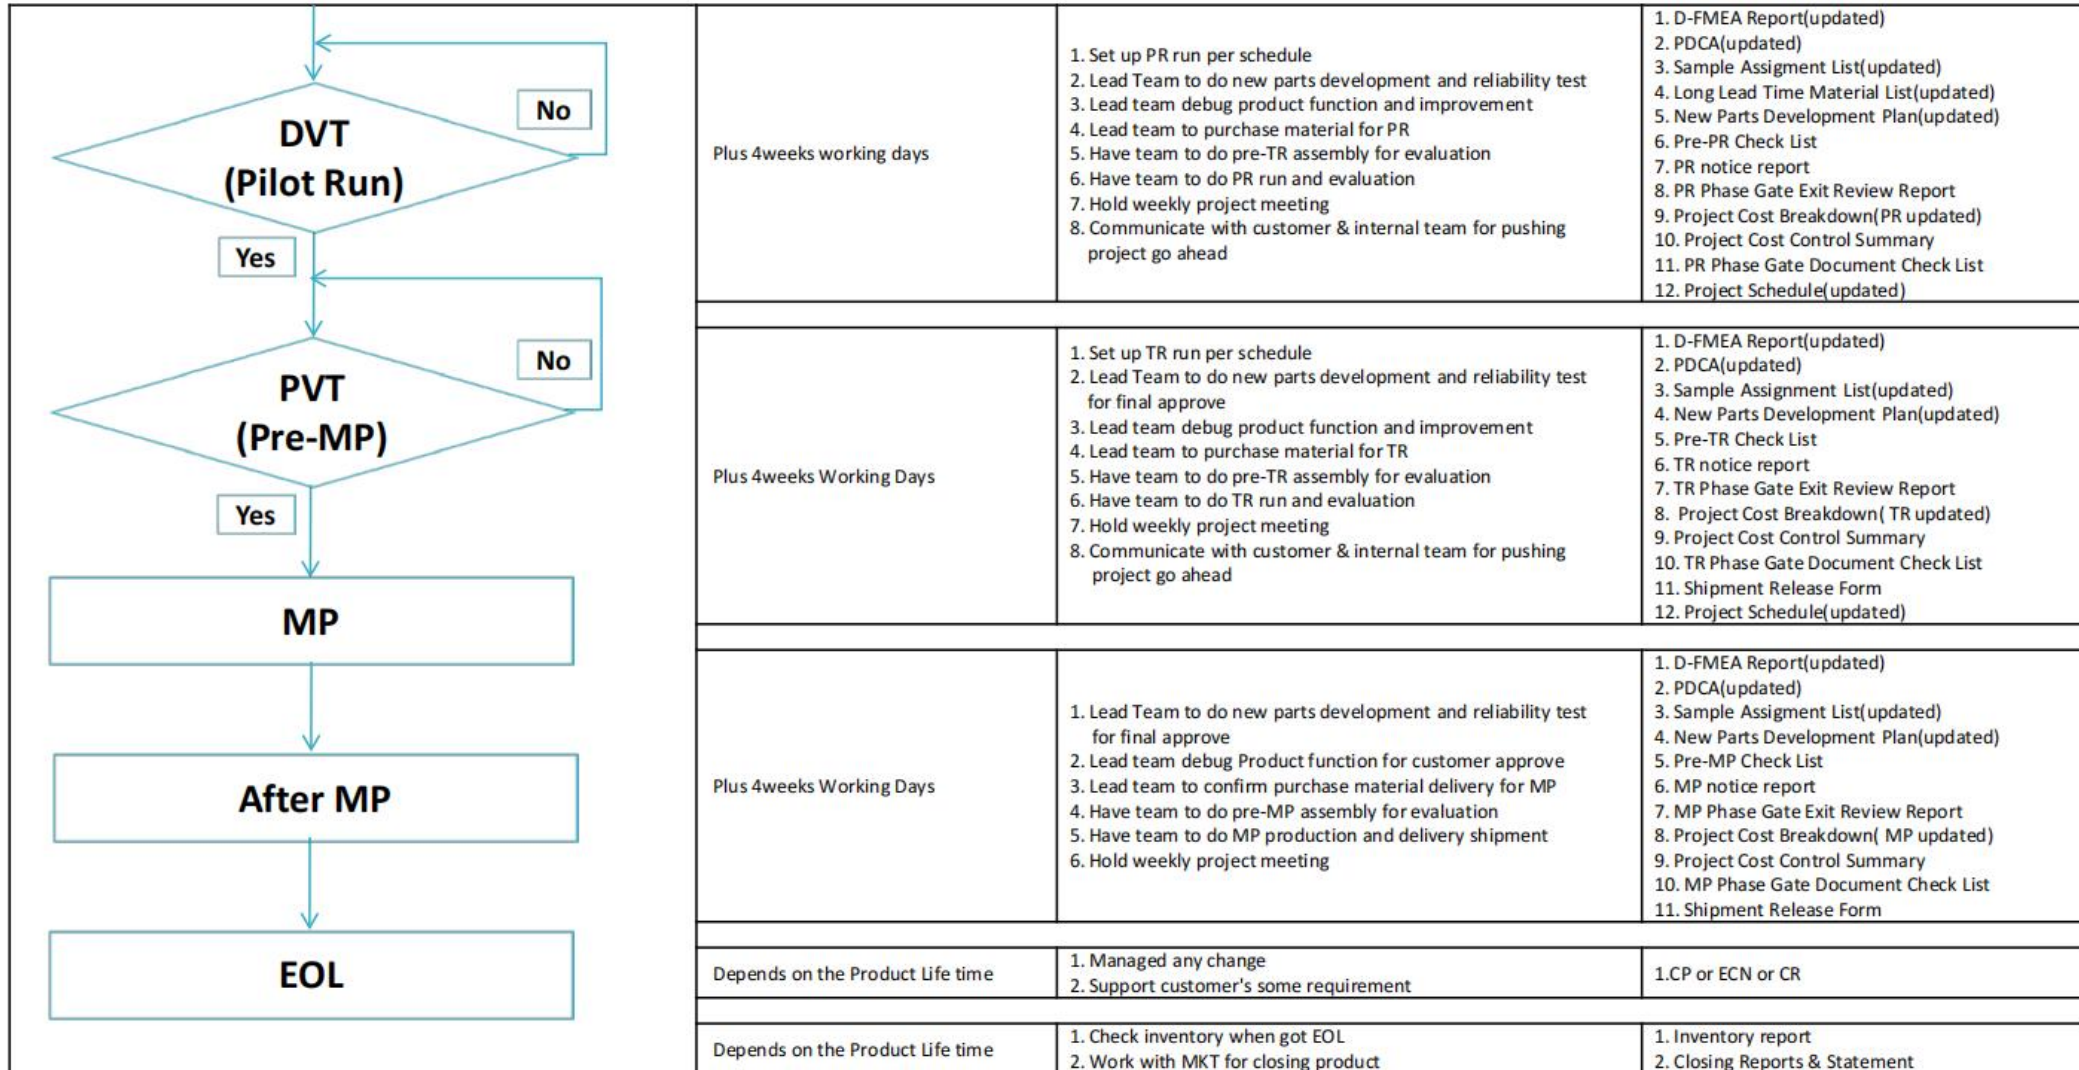 DVT
(Pilot Run)
No
Yes
PVT
(Pre-MP)
No
Yes
MP
After MP
EOL
Plus 4weeks working days
1. Set up PR run per schedule
2. Lead Team to do new parts development and reliability test
3. Lead team debug product function and improvement
4. Lead team to purchase material for PR
5. Have team to do pre-TR assembly for evaluation
6. Have team to do PR run and evaluation
7. Hold weekly project meeting
8. Communicate with customer & internal team for pushing
project go ahead
1. D-FMEA Report(updated)
2. PDCA(updated)
3. Sample Assigment List(updated)
4. Long Lead Time Material List(updated)
5. New Parts Development Plan(updated)
6. Pre-PR Check List
7. PR notice report
8. PR Phase Gate Exit Review Report
9. Project Cost Breakdown(PR updated)
10. Project Cost Control Summary
11. PR Phase Gate Document Check List
12. Project Schedule(updated)
Plus 4weeks Working Days
1. Set up TR run per schedule
2. Lead Team to do new parts development and reliability test
for final approve
3. Lead team debug product function and improvement
4. Lead team to purchase material for TR
5. Have team to do pre-TR assembly for evaluation
6. Have team to do TR run and evaluation
7. Hold weekly project meeting
8. Communicate with customer & internal team for pushing
project go ahead
1. D-FMEA Report(updated)
2. PDCA(updated)
3. Sample Assignment List(updated)
4. New Parts Development Plan(updated)
5. Pre-TR Check List
6. TR notice report
7. TR Phase Gate Exit Review Report
8. Project Cost Breakdown( TR updated)
9. Project Cost Control Summary
10. TR Phase Gate Document Check List
11. Shipment Release Form
12. Project Schedule(updated)
Plus 4weeks Working Days
1. Lead Team to do new parts development and reliability test
for final approve
2. Lead team debug Product function for customer approve
3. Lead team to confirm purchase material delivery for MP
4. Have team to do pre-MP assembly for evaluation
5. Have team to do MP production and delivery shipment
6. Hold weekly project meeting
1. D-FMEA Report(updated)
2. PDCA(updated)
3. Sample Assigment List(updated)
4. New Parts Development Plan(updated)
5. Pre-MP Check List
6. MP notice report
7. MP Phase Gate Exit Review Report
8. Project Cost Breakdown( MP updated)
9. Project Cost Control Summary
10. MP Phase Gate Document Check List
11. Shipment Release Form
Depends on the Product Life time
1. Managed any change
2. Support customer's some requirement
1.CP or ECN or CR
Depends on the Product Life time
1. Check inventory when got EOL
2. Work with MKT for closing product
1. Inventory report
2. Closing Reports & Statement